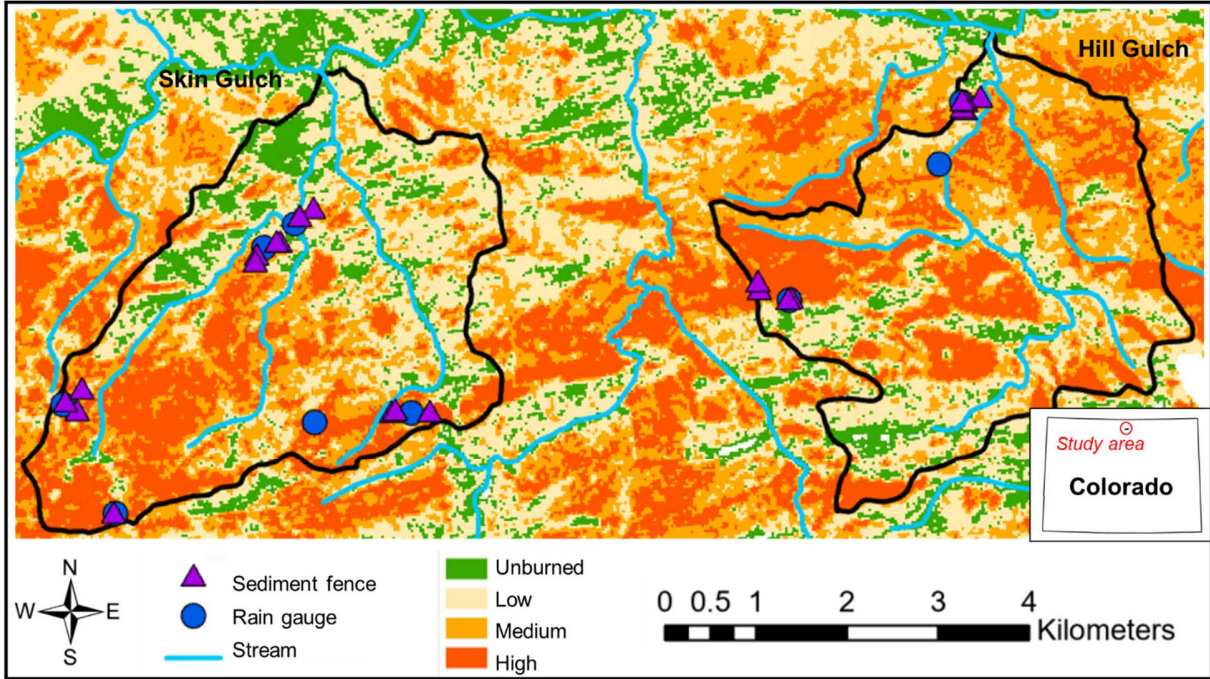 Skin Gulch
Hill Gulch
Study area
Colorado
N
W E
S
Sediment fence
Rain gauge
Stream
Unburned
Low
Medium
High
0 0.5 1 2 3 4
Kilometers